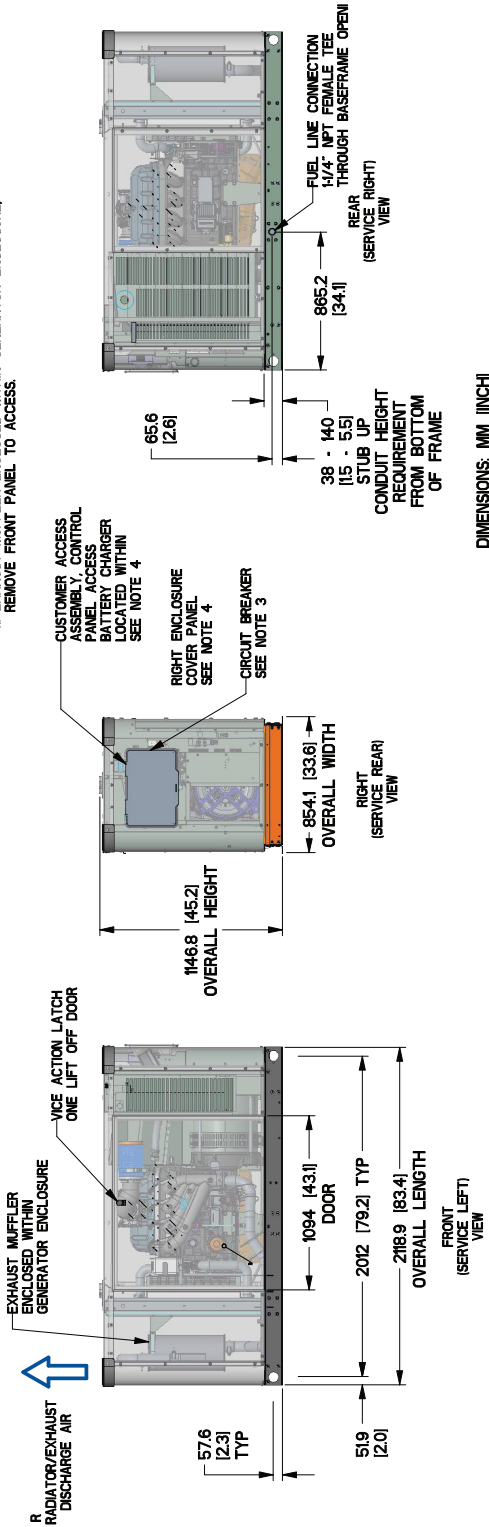 REMOVE FRONT PANEL TO ACCESS.
R
RADIATOR/EXHAUST
DISCHARGE AIR
EXHAUST MUFFLER
ENCLOSED WITHIN
GENERATOR ENCLOSURE
VICE ACTION LATCH
ONE LIFT OFF DOOR
57.6
[2.3]
TYP
51.9
[2.0]
1094 [43.1]
DOOR
2012 [79.2] TYP
2118.9 [83.4]
OVERALL LENGTH
FRONT
(SERVICE LEFT)
VIEW
1146.8 [45.2]
OVERALL HEIGHT
CUSTOMER ACCESS
ASSEMBLY, CONTROL
PANEL ACCESS
BATTERY CHARGER
LOCATED WITHIN
SEE NOTE 4
RIGHT ENCLOSURE
COVER PANEL
SEE NOTE 4
CIRCUIT BREAKER
SEE NOTE 3
854.1 [33.6]
OVERALL WIDTH
RIGHT
(SERVICE REAR)
VIEW
65.6
[2.6]
38 - 140
[1.5 - 5.5]
STUB UP
CONDUIT HEIGHT
REQUIREMENT
FROM BOTTOM
OF FRAME
865.2
[34.1]
FUEL LINE CONNECTION
1-1/4" NPT FEMALE TEE
THROUGH BASEFRAME OPENI
REAR
(SERVICE RIGHT)
VIEW
DIMENSIONS: MM [INCH]